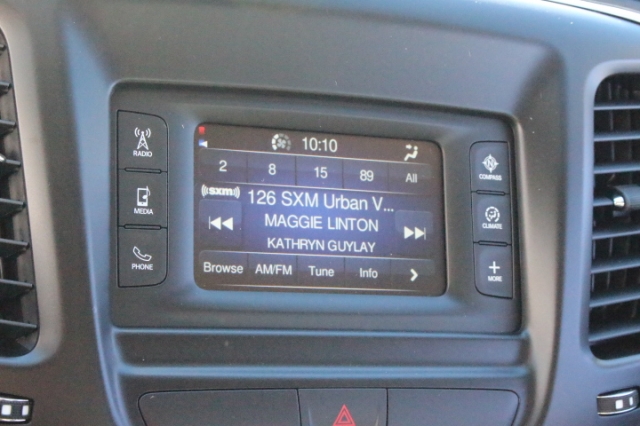 10:10
2 8 15 89 All
((sxm))
126 SXM Urban V...
MAGGIE LINTON
KATHRYN GUYLAY
Browse AM/FM Tune Info
RADIO
MEDIA
PHONE
COMPASS
CLIMATE
MORE